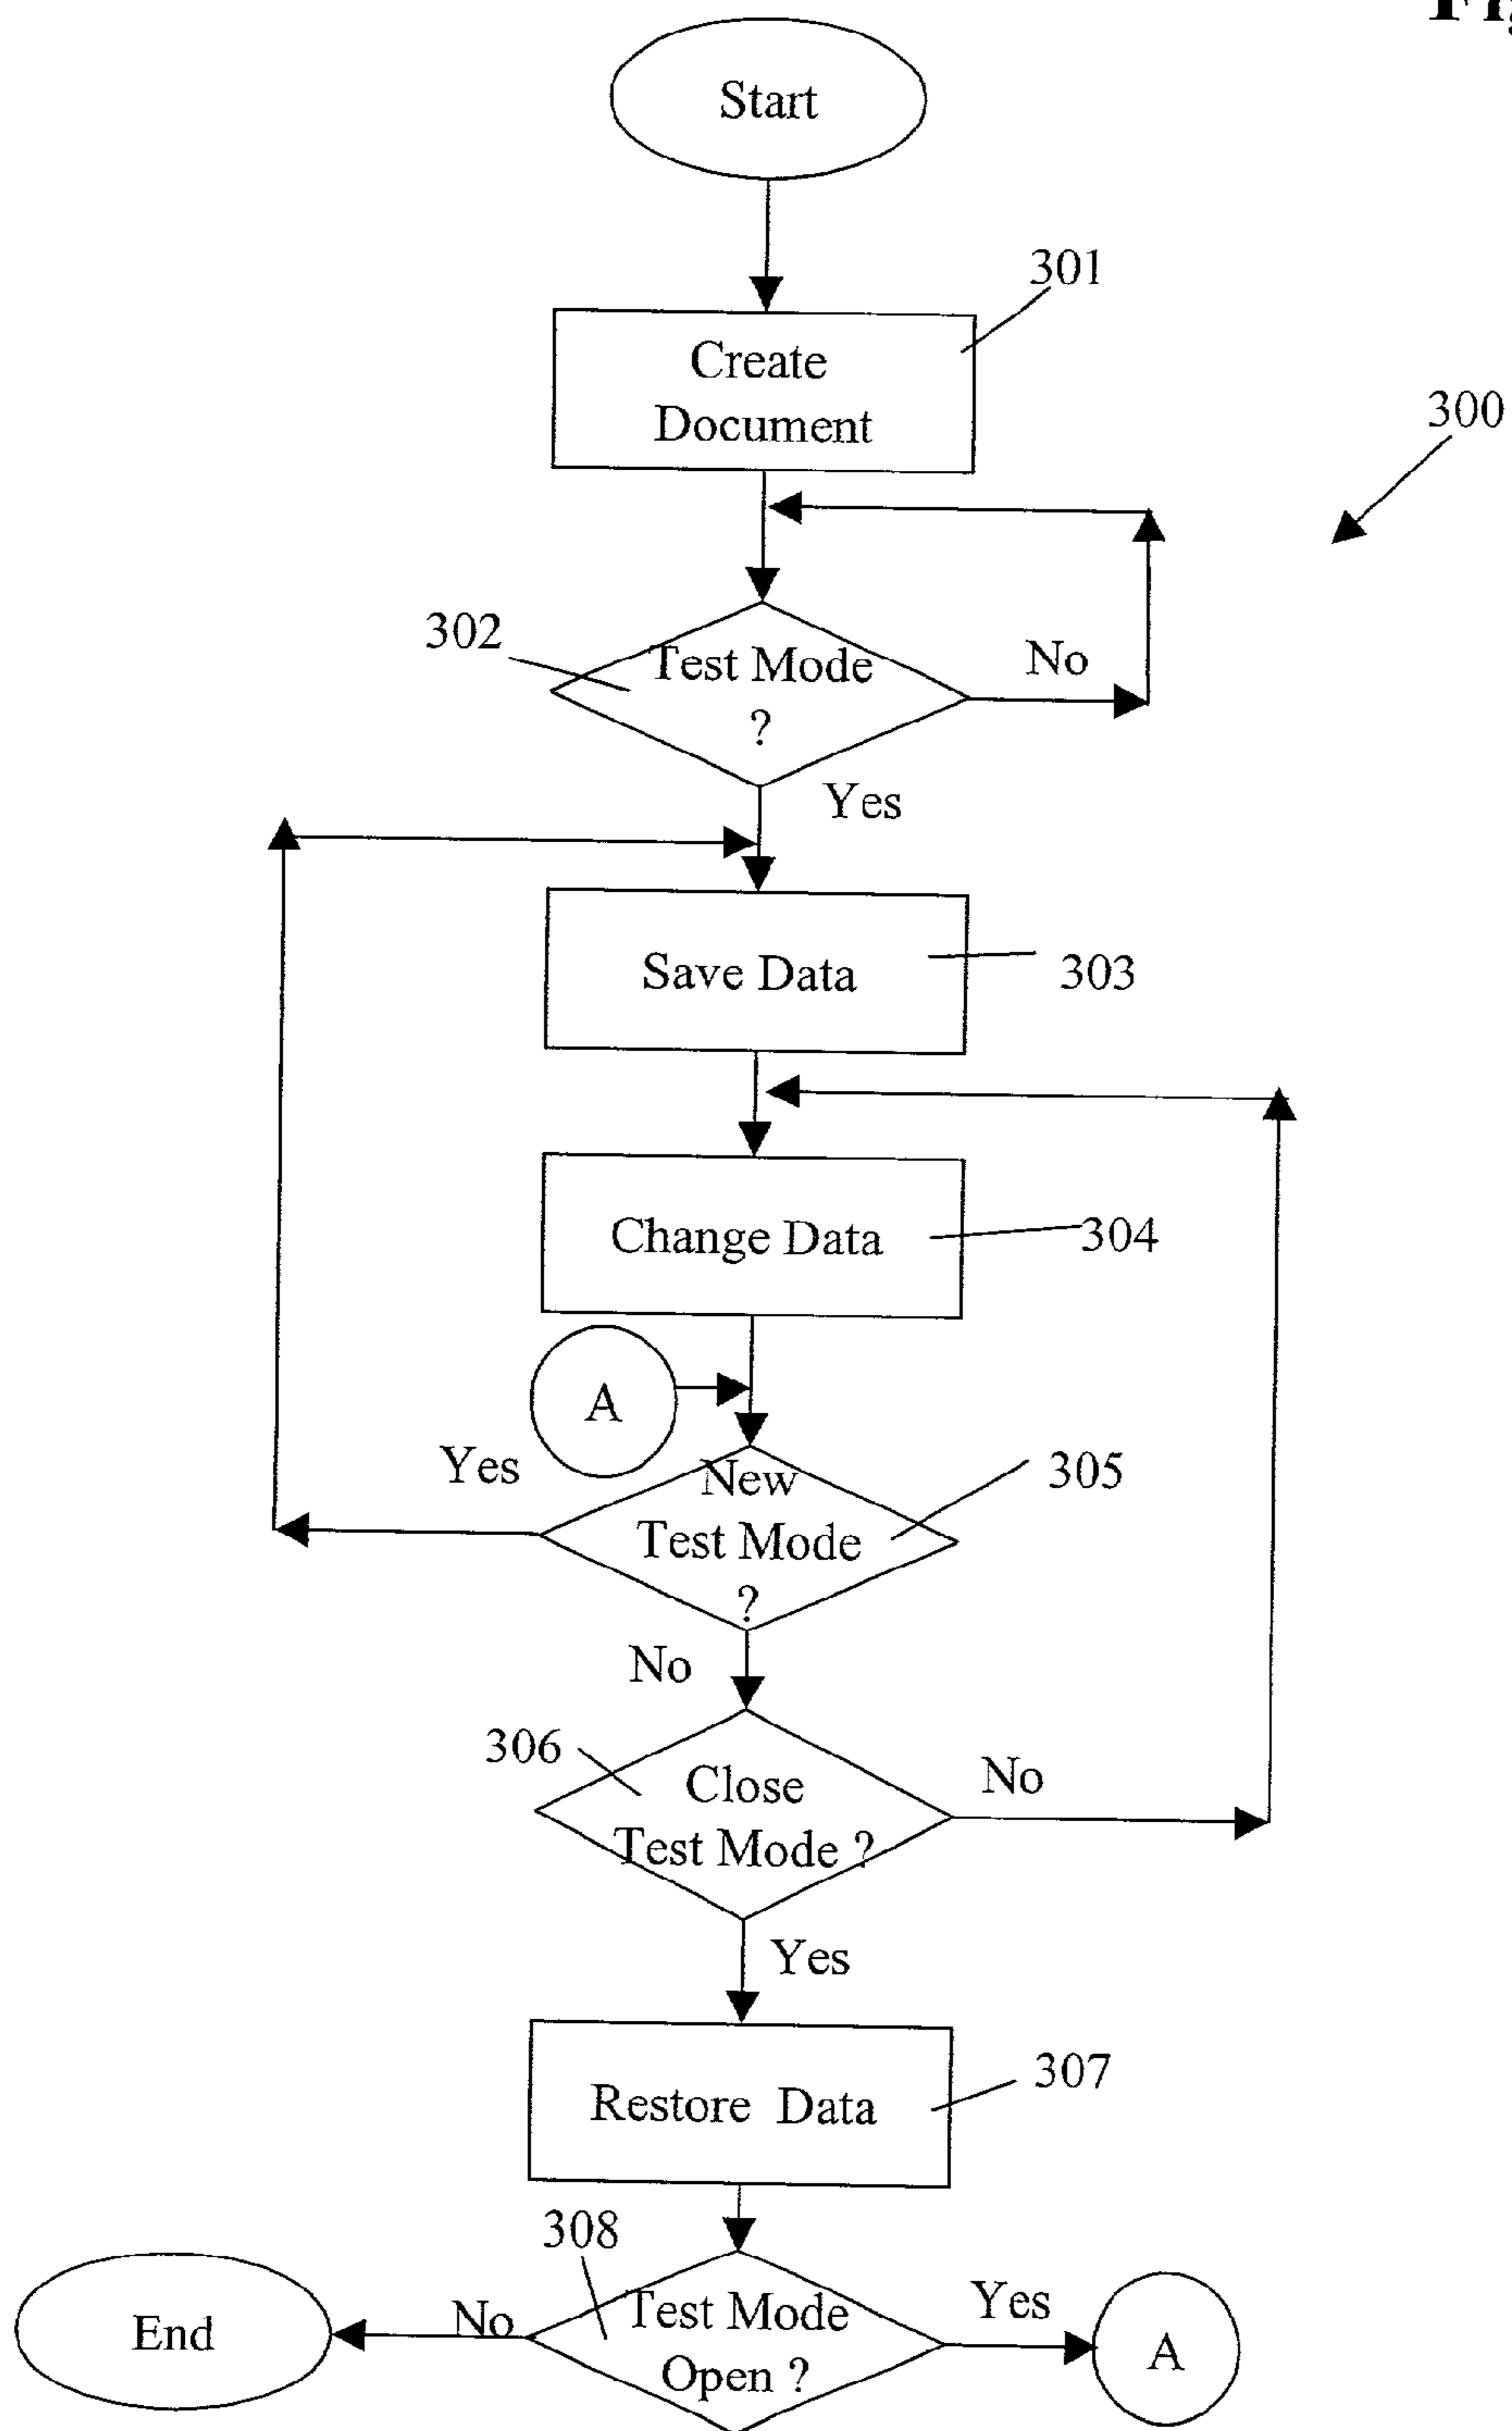 Start
301
Create
Document
300
302
Test Mode
?
No
Yes
Save Data
303
Change Data
304
A
Yes
New
Test Mode
?
305
No
306
Close
Test Mode ?
No
Yes
Restore Data
307
308
Test Mode
Open ?
No
End
Yes
A